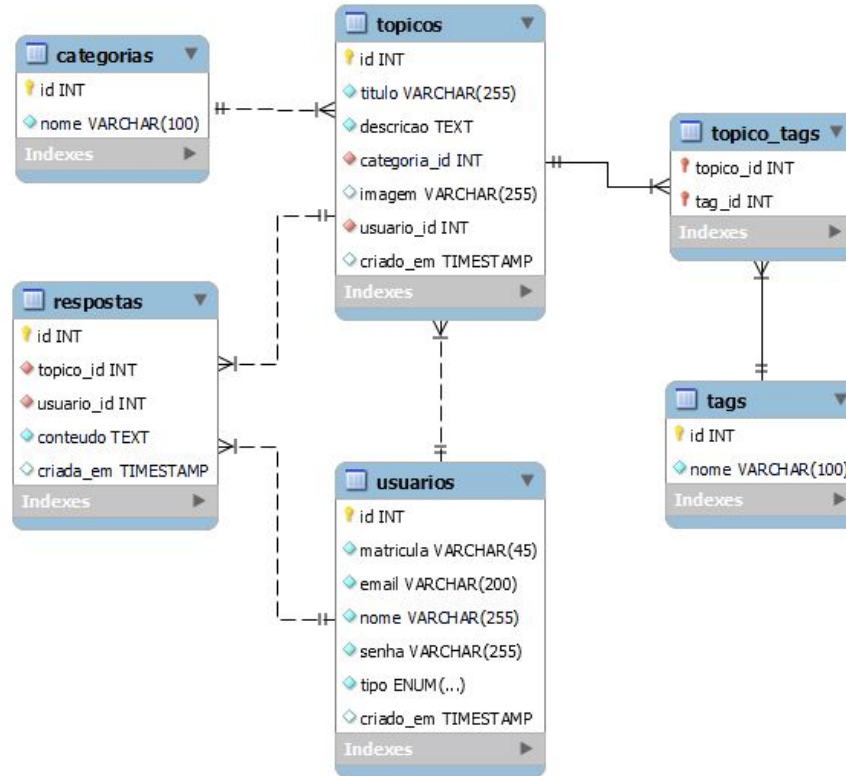 categorias
id INT
nome VARCHAR(100)
Indexes
topicos
id INT
titulo VARCHAR(255)
descricao TEXT
categoria_id INT
imagem VARCHAR(255)
usuario_id INT
criado_em TIMESTAMP
Indexes
topico_tags
topico_id INT
tag_id INT
Indexes
respostas
id INT
topico_id INT
usuario_id INT
conteudo TEXT
criada_em TIMESTAMP
Indexes
usuarios
id INT
matricula VARCHAR(45)
email VARCHAR(200)
nome VARCHAR(255)
senha VARCHAR(255)
tipo ENUM(...)
criado_em TIMESTAMP
Indexes
tags
id INT
nome VARCHAR(100)
Indexes